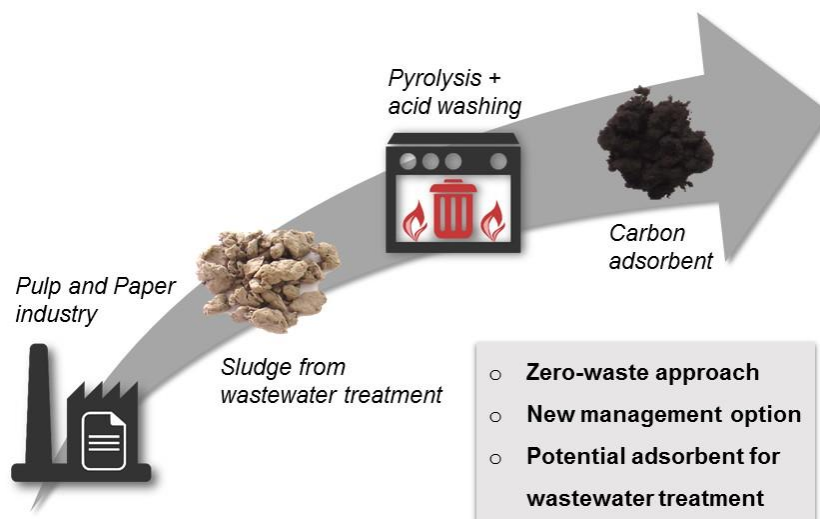 Pyrolysis +
acid washing
Carbon
adsorbent
Pulp and Paper
industry
Sludge from
wastewater treatment
o Zero-waste approach
o New management option
o Potential adsorbent for
wastewater treatment